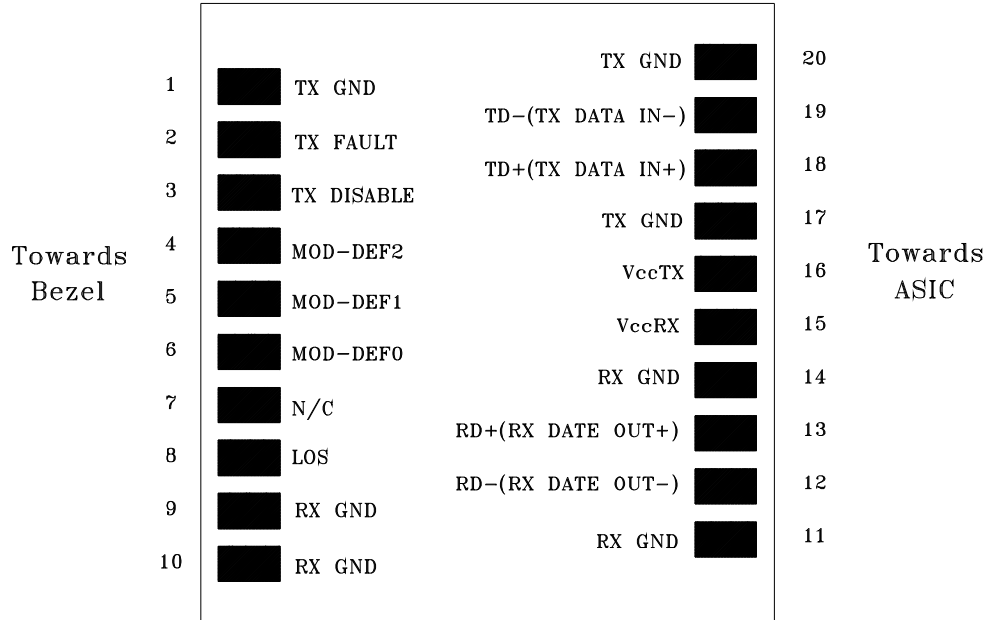 1 TX GND
2 TX FAULT
3 TX DISABLE
4 MOD-DEF2
5 MOD-DEF1
6 MOD-DEF0
7 N/C
8 LOS
9 RX GND
10 RX GND
Towards
Bezel
TX GND 20
TD-(TX DATA IN-) 19
TD+(TX DATA IN+) 18
TX GND 17
VccTX 16
VccRX 15
RX GND 14
RD+(RX DATE OUT+) 13
RD-(RX DATE OUT-) 12
RX GND 11
Towards
ASIC